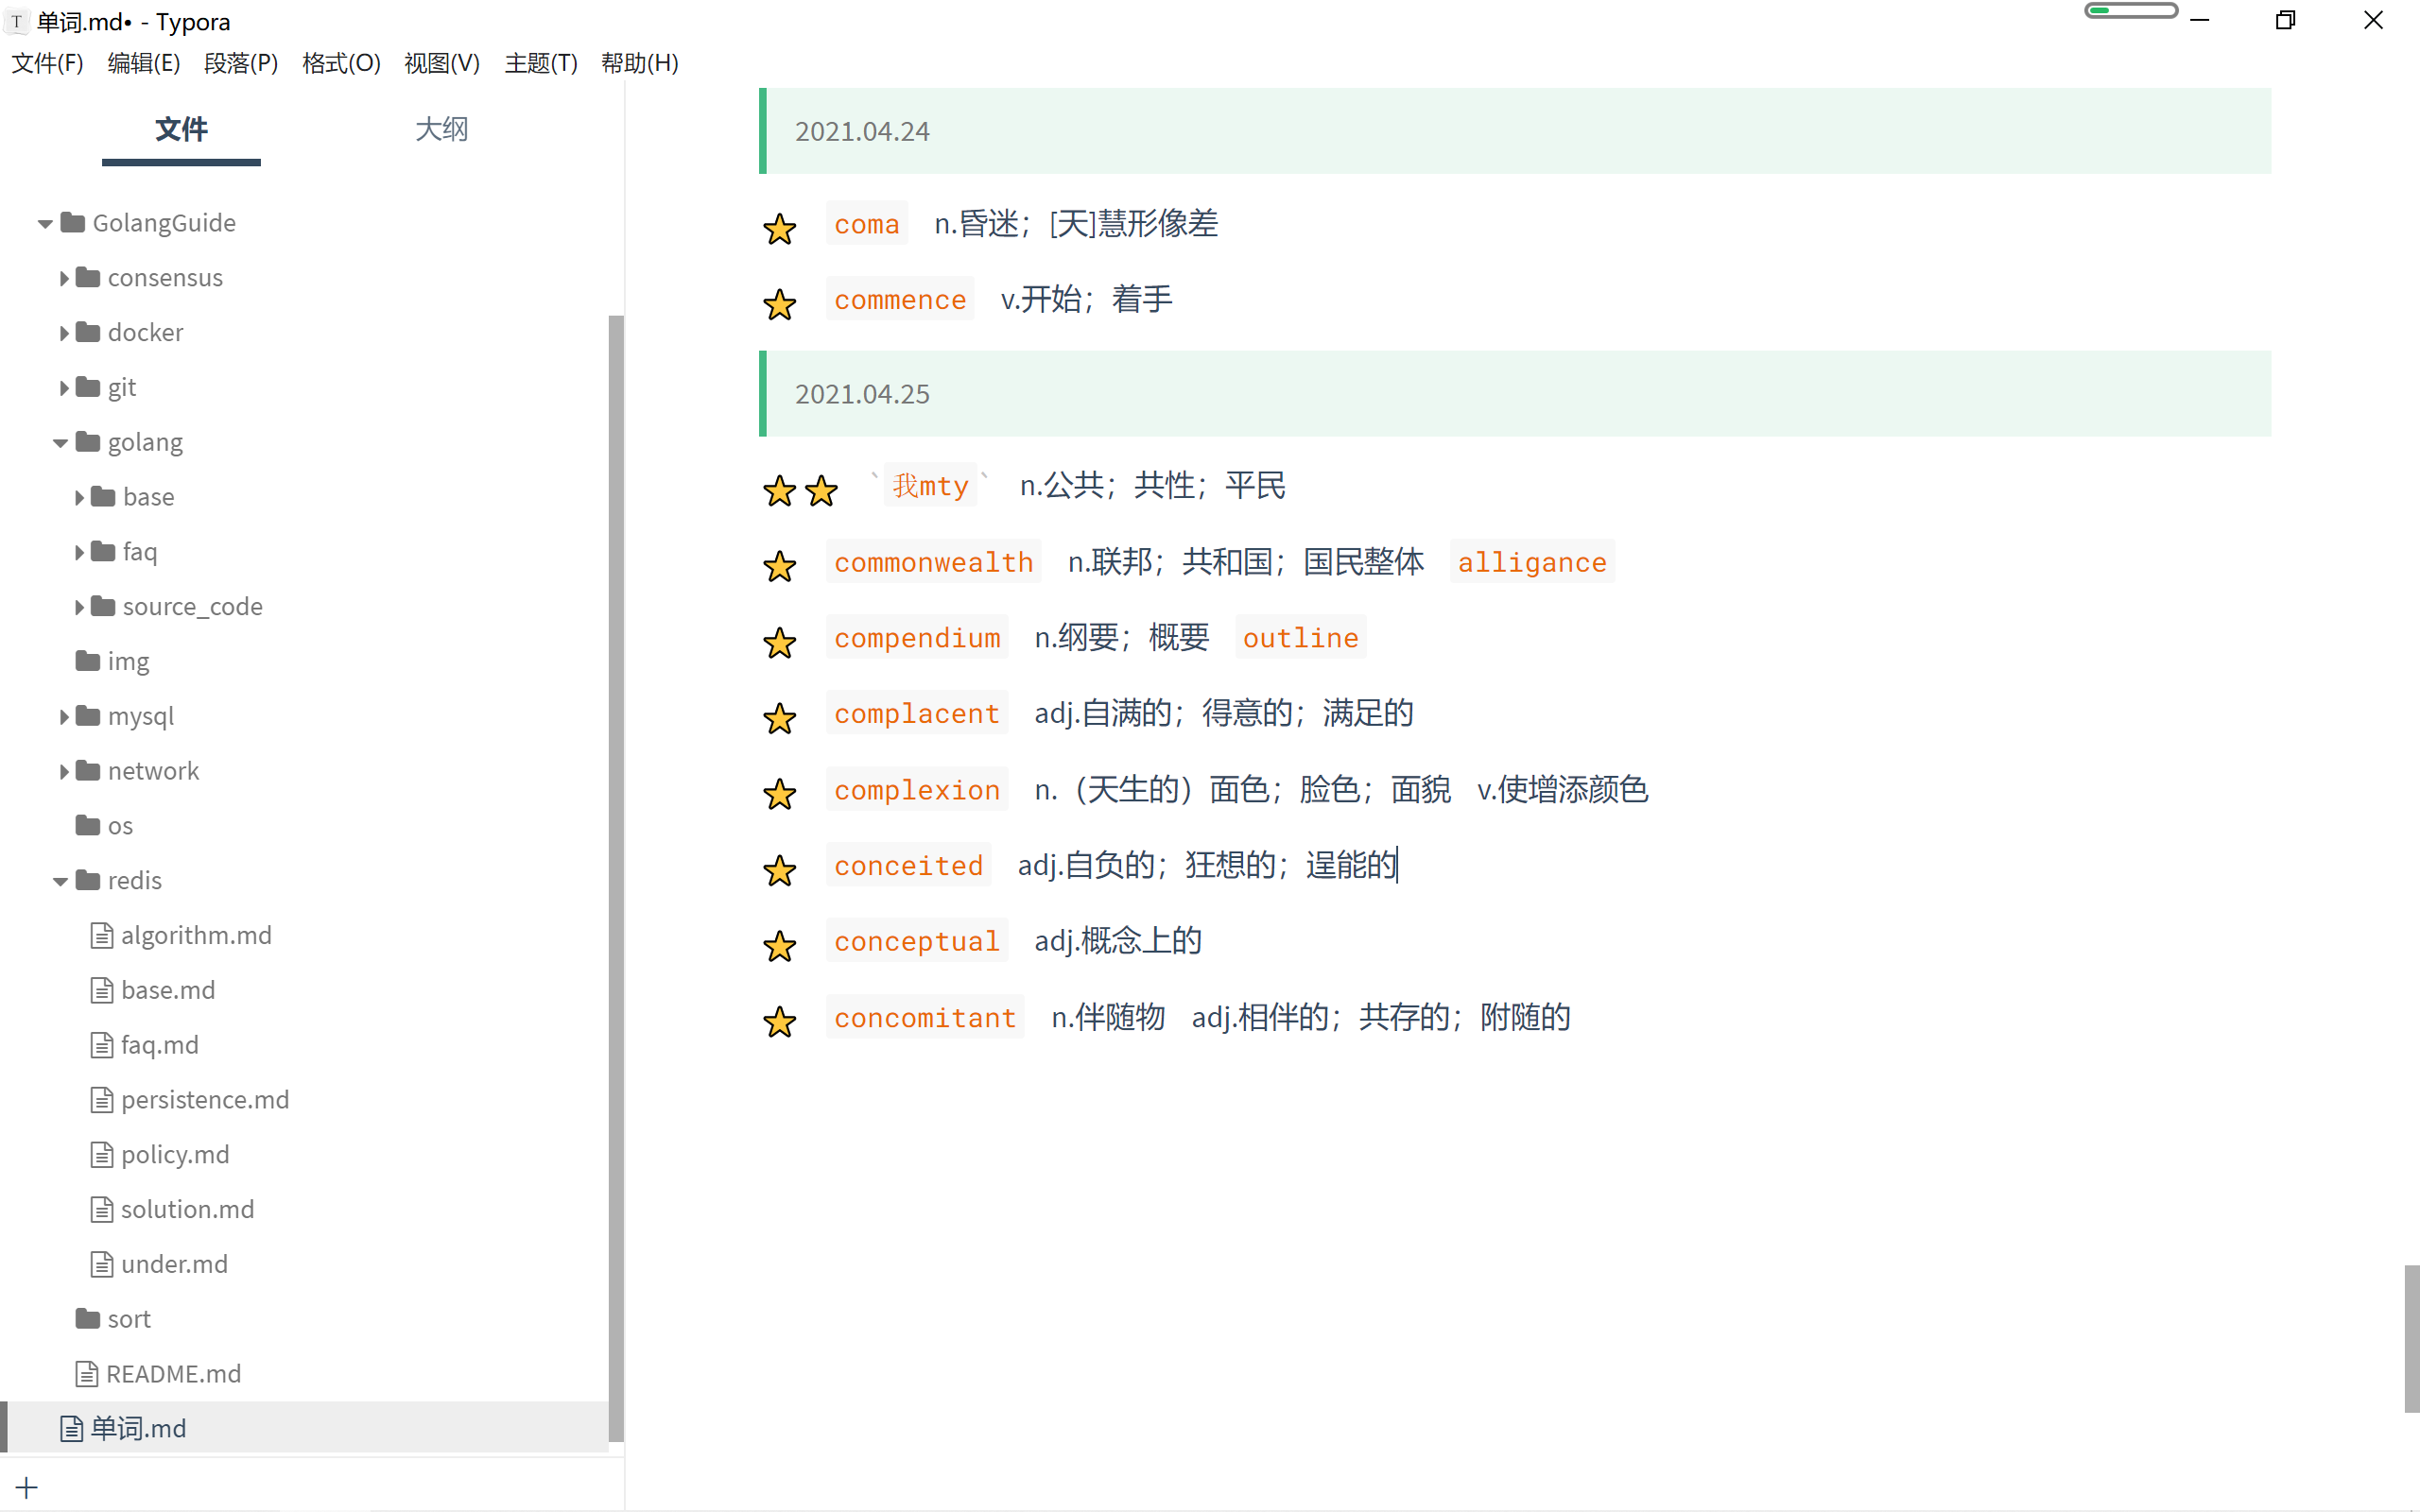 单词.md• - Typora
文件(F) 编辑(E) 段落(P) 格式(O) 视图(V) 主题(T) 帮助(H)
文件 大纲
GolangGuide
consensus
docker
git
golang
base
faq
source_code
img
mysql
network
os
redis
algorithm.md
base.md
faq.md
persistence.md
policy.md
solution.md
under.md
sort
README.md
单词.md
2021.04.24
coma n.昏迷；[天]慧形像差
commence v.开始；着手
2021.04.25
`我mty` n.公共；共性；平民
commonwealth n.联邦；共和国；国民整体 alligance
compendium n.纲要；概要 outline
complacent adj.自满的；得意的；满足的
complexion n.（天生的）面色；脸色；面貌 v.使增添颜色
conceited adj.自负的；狂想的；逞能的
conceptual adj.概念上的
concomitant n.伴随物 adj.相伴的；共存的；附随的